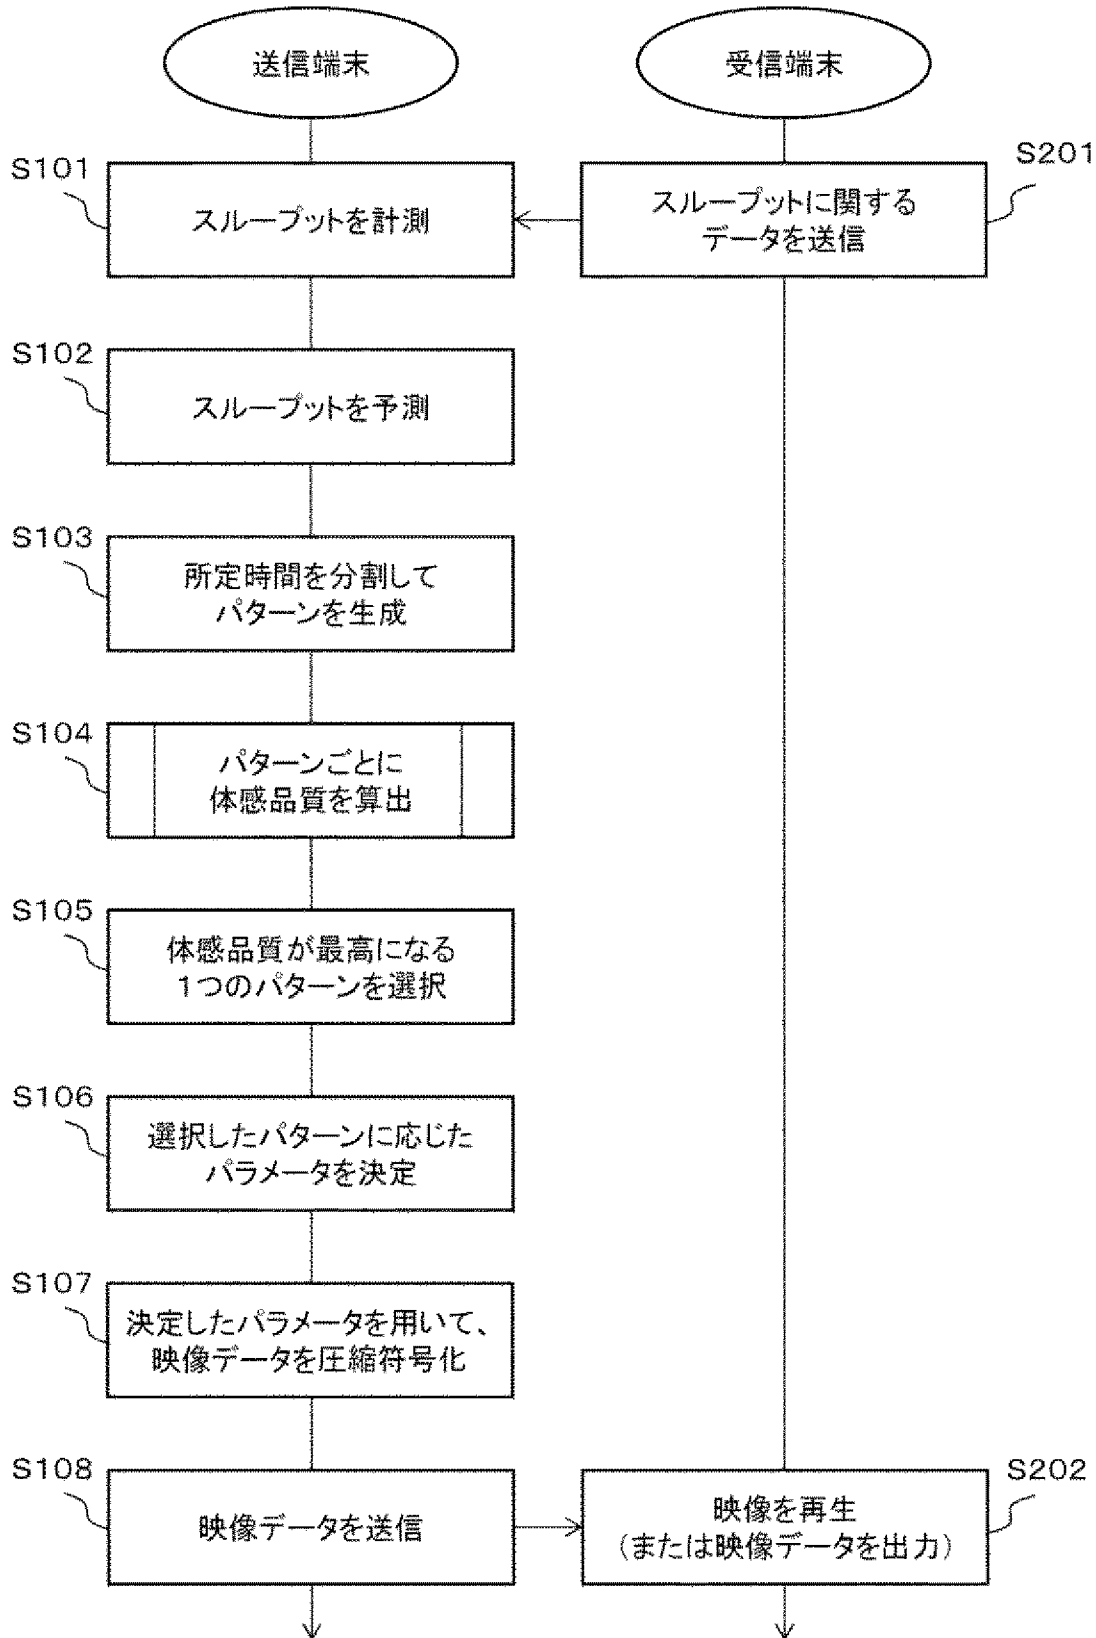 送信端末
受信端末
S101
スループットを計測
S201
スループットに関する
データを送信
S102
スループットを予測
S103
所定時間を分割して
パターンを生成
S104
パターンごとに
体感品質を算出
S105
体感品質が最高になる
1つのパターンを選択
S106
選択したパターンに応じた
パラメータを決定
S107
決定したパラメータを用いて、
映像データを圧縮符号化
S108
映像データを送信
S202
映像を再生
（または映像データを出力）